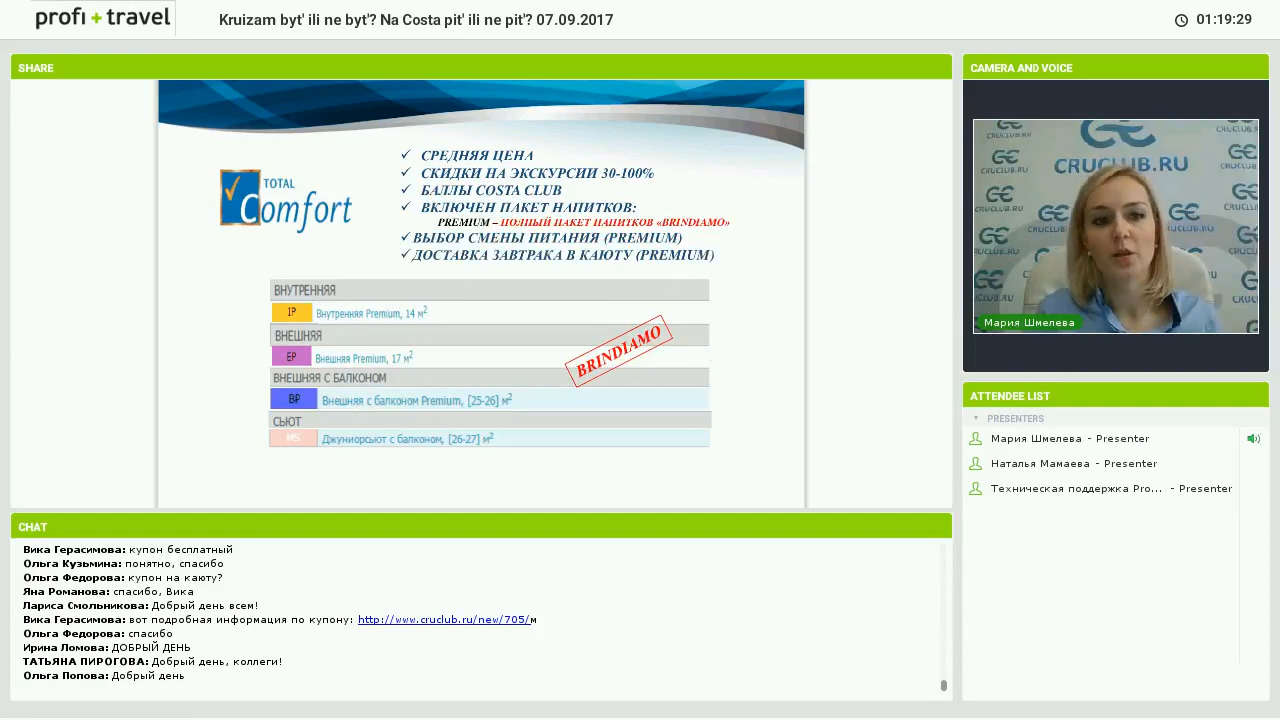 profi + travel
Kruizam byt' ili ne byt'? Na Costa pit' ili ne pit'? 07.09.2017
01:19:29
SHARE
TOTAL
Comfort
✓ СРЕДНЯЯ ЦЕНА
✓ СКИДКИ НА ЭКСКУРСИИ 30-100%
✓ БАЛЛЫ COSTA CLUB
✓ ВКЛЮЧЕН ПАКЕТ НАПИТКОВ:
PREMIUM – ПОЛНЫЙ ПАКЕТ НАПИТКОВ «BRINDIAMO»
✓ ВЫБОР СМЕНЫ ПИТАНИЯ (PREMIUM)
✓ ДОСТАВКА ЗАВТРАКА В КАЮТУ (PREMIUM)
ВНУТРЕННЯЯ
IP Внутренняя Premium, 14 м²
ВНЕШНЯЯ
EP Внешняя Premium, 17 м²
ВНЕШНЯЯ С БАЛКОНОМ
BP Внешняя с балконом Premium, [25-26] м²
СЬЮТ
MS Джуниорсьют с балконом, [26-27] м²
BRINDIAMO
CAMERA AND VOICE
CRUCLUB.RU
Мария Шмелева
ATTENDEE LIST
PRESENTERS
Мария Шмелева - Presenter
Наталья Мамаева - Presenter
Техническая поддержка Pro... - Presenter
CHAT
Вика Герасимова: купон бесплатный
Ольга Кузьмина: понятно, спасибо
Ольга Федорова: купон на каюту?
Яна Романова: спасибо, Вика
Лариса Смольникова: Добрый день всем!
Вика Герасимова: вот подробная информация по купону: http://www.cruclub.ru/new/705/м
Ольга Федорова: спасибо
Ирина Ломова: ДОБРЫЙ ДЕНЬ
ТАТЬЯНА ПИРОГОВА: Добрый день, коллеги!
Ольга Попова: Добрый день